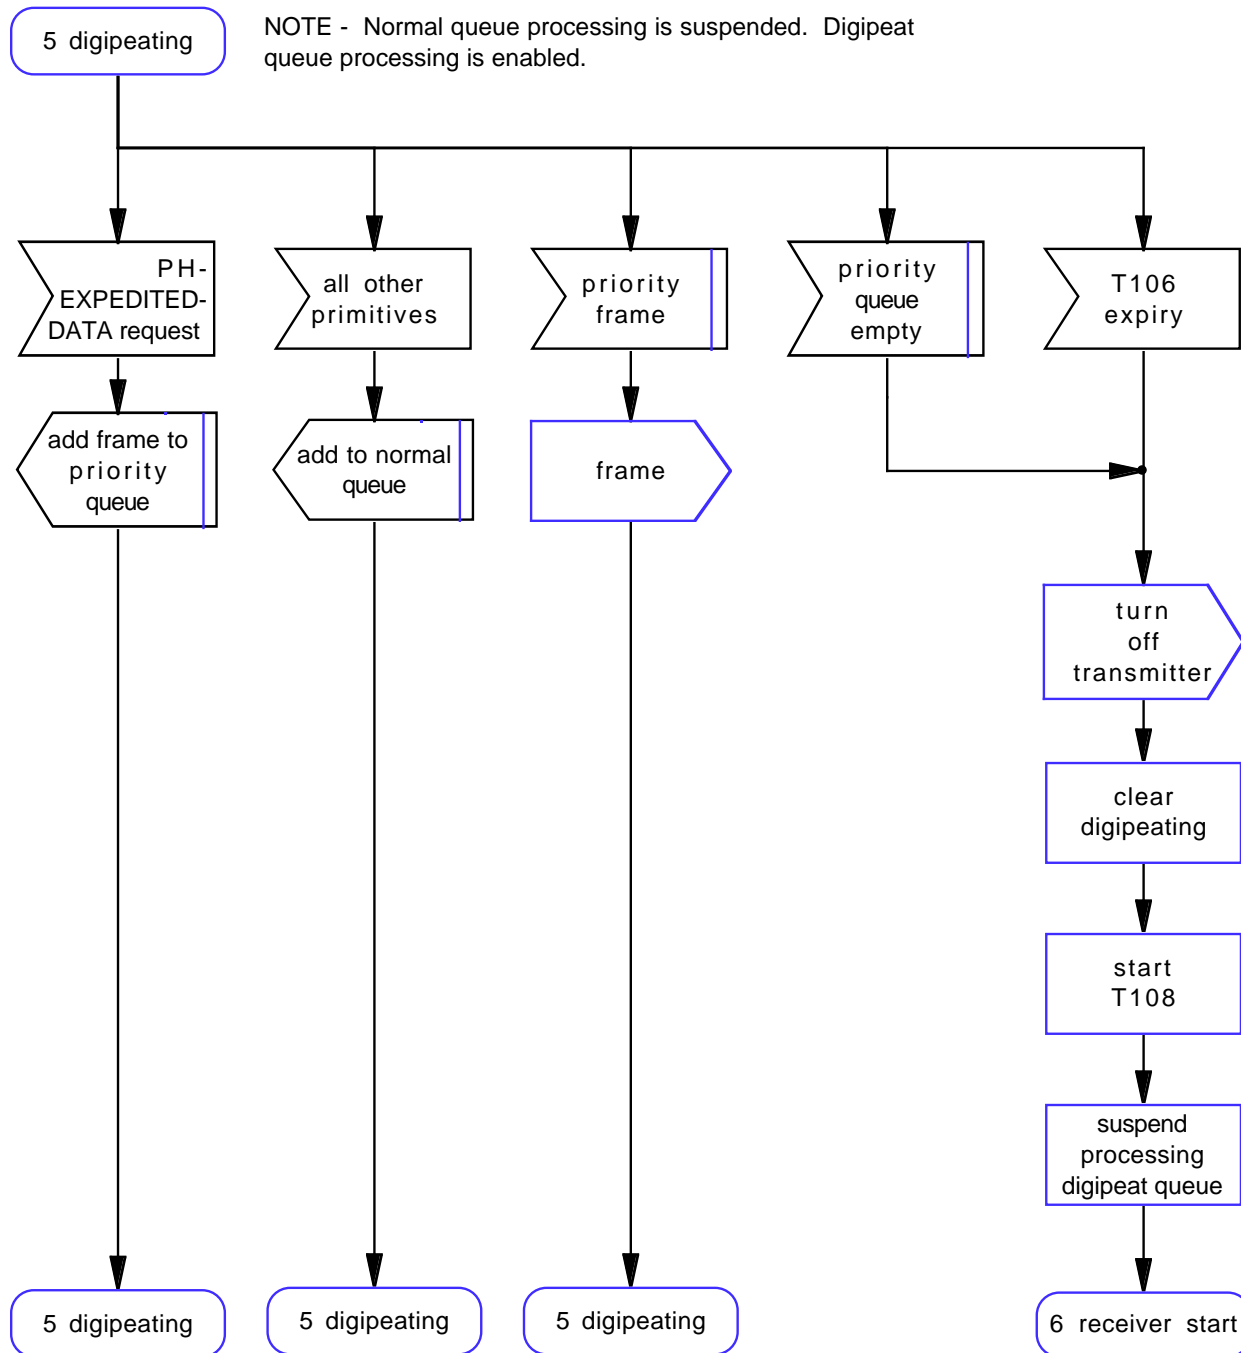 5 digipeating
NOTE - Normal queue processing is suspended. Digipeat
queue processing is enabled.
PH-
EXPEDITED-
DATA request
all other
primitives
priority
frame
priority
queue
empty
T106
expiry
add frame to
priority
queue
add to normal
queue
frame
turn
off
transmitter
clear
digipeating
start
T108
suspend
processing
digipeat queue
5 digipeating
5 digipeating
5 digipeating
6 receiver start